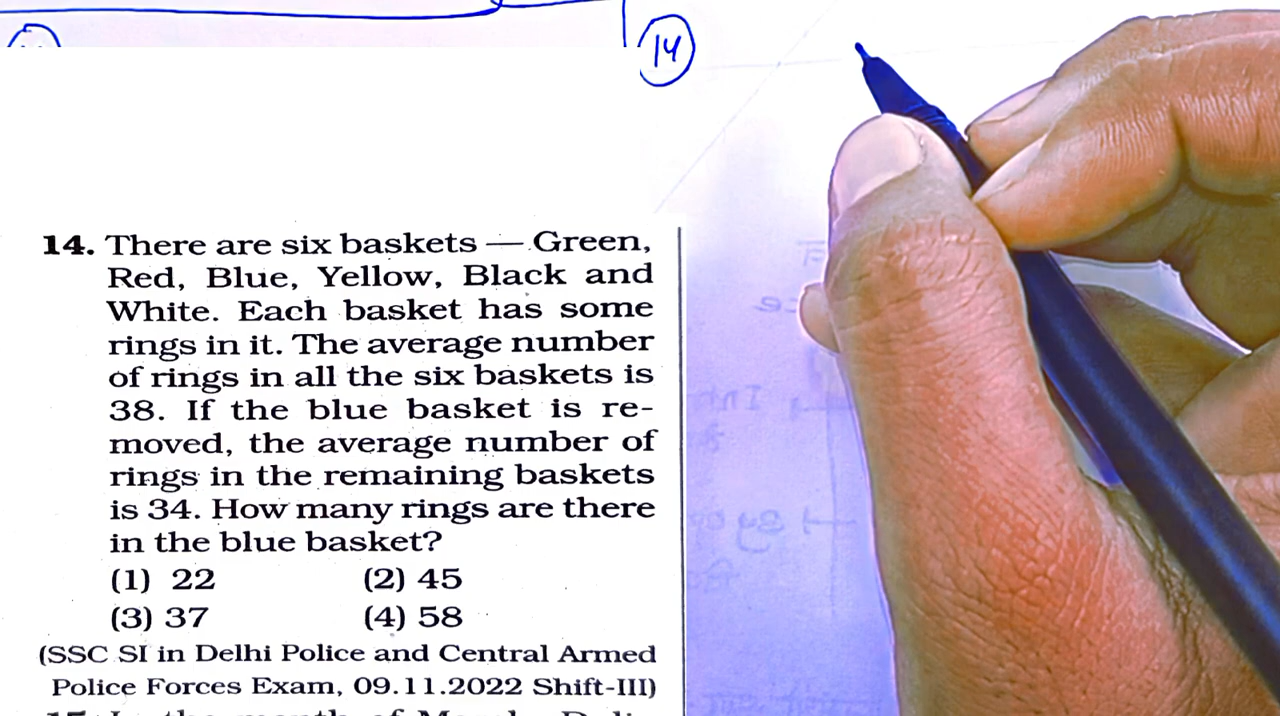 14
14. There are six baskets — Green,
Red, Blue, Yellow, Black and
White. Each basket has some
rings in it. The average number
of rings in all the six baskets is
38. If the blue basket is re-
moved, the average number of
rings in the remaining baskets
is 34. How many rings are there
in the blue basket?
(1) 22 (2) 45
(3) 37 (4) 58
(SSC SI in Delhi Police and Central Armed
Police Forces Exam, 09.11.2022 Shift-III)